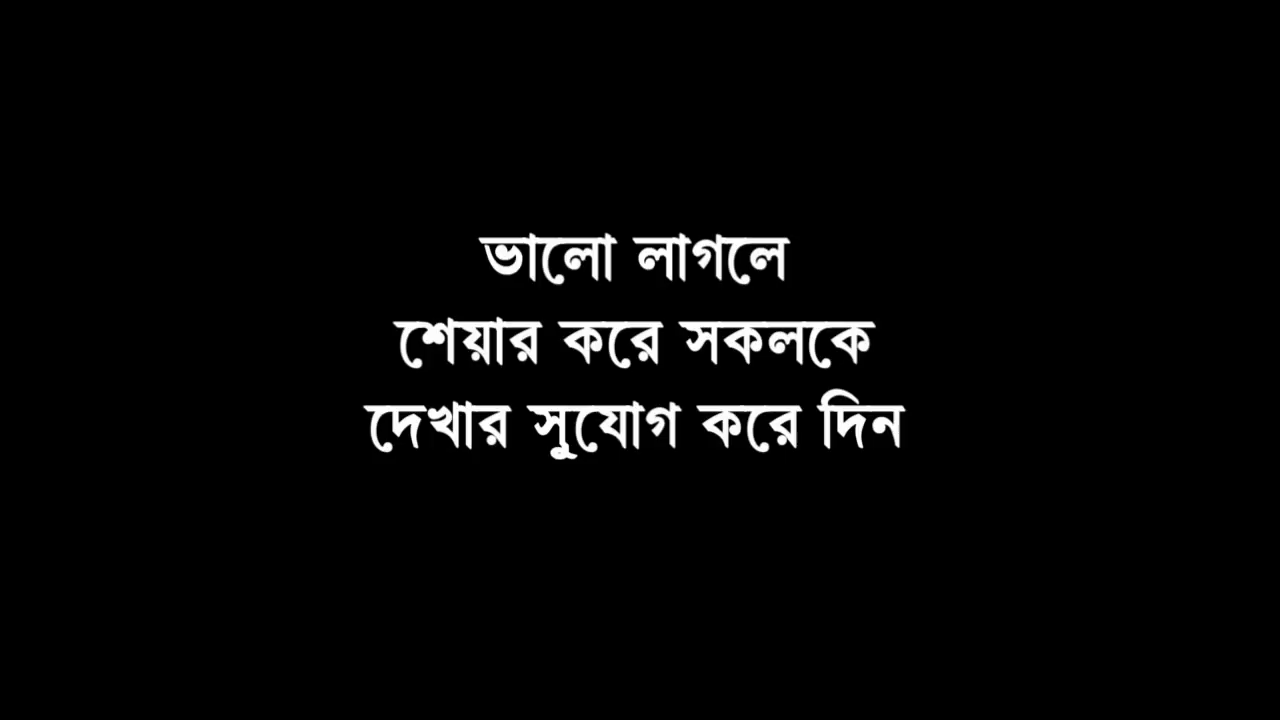 ভালো লাগলে
শেয়ার করে সকলকে
দেখার সুযোগ করে দিন